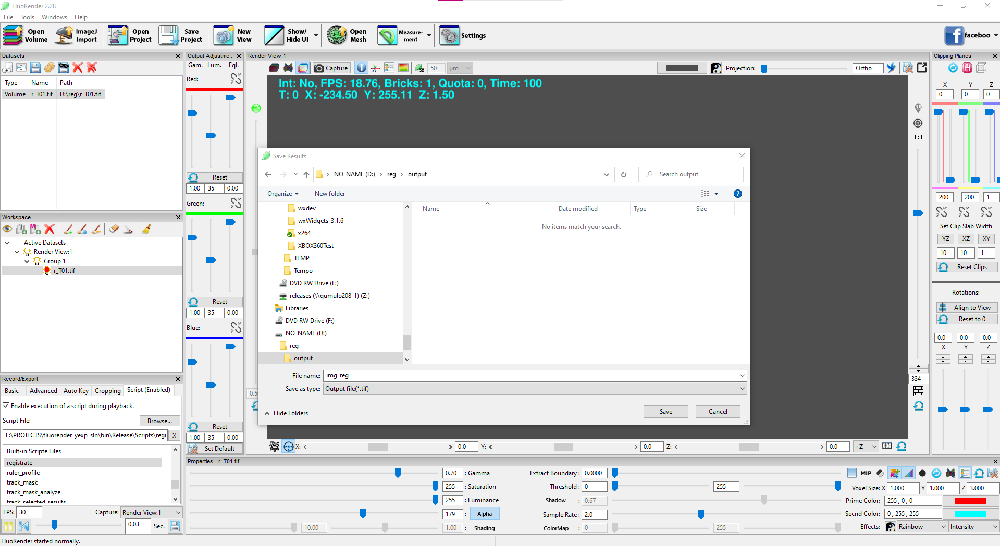 FluoRender 2.28
File Tools Windows Help
Open Volume
ImageJ Import
Open Project
Save Project
New View
Show/ Hide UI
Open Mesh
Measure- ment
Settings
faceboo
Datasets
Type Name Path
Volume r_T01.tif D:\reg\r_T01.tif
Workspace
Active Datasets
Render View:1
Group 1
r_T01.tif
Record/Export
Basic Advanced Auto Key Cropping Script (Enabled)
Enable execution of a script during playback.
Script File:
Browse...
E:\PROJECTS\fluorender_yexp_sln\bin\Release\Scripts\regi X
Built-in Scripte Files
registrate
ruler_profile
track_mask
track_mask_analyze
track_selected_results
FPS: 30 Capture: Render View:1
0.03 Sec.
FluoRender started normally.
Output Adjustme...
Gam. Lum. Eql.
Red:
Reset
1.00 35 0.00
Green:
Reset
1.00 35 0.00
Blue:
Reset
1.00 35 0.00
Set Default
Render View:1
Capture
SB 50 μm
Projection:
Ortho
Int: No, FPS: 18.76, Bricks: 1, Quota: 0, Time: 100
T: 0 X: -234.50 Y: 255.11 Z: 1.50
1:1
334
0.5
Save Results
NO_NAME (D:) › reg › output
Search output
Organize New folder
wxdev
wxWidgets-3.1.6
x264
XBOX360Test
TEMP
Tempo
DVD RW Drive (F:)
releases (\\qumulo208-1) (Z:)
Libraries
DVD RW Drive (F:)
NO_NAME (D:)
reg
output
Name Date modified Type Size
No items match your search.
File name: img_reg
Save as type: Output file(*.tif)
Hide Folders
Save Cancel
45 X: < > 0.0 Y: < > 0.0 Z: < > 0.0 +Z 000
Properties - r_T01.tif
0.70 : Gamma
255 : Saturation
255 : Luminance
179 : Alpha
10.00 1.00 : Shading
Extract Boundary : 0.0000
Threshold : 0 255
Shadow : 0.67
Sample Rate : 2.0
ColorMap : 0 255
MIP
Voxel Size: X 1.000 Y 1.000 Z 3.000
Prime Color: 255 , 0 , 0
Secnd Color: 0 , 255 , 255
Effects: Rainbow Intensity
Clipping Planes
X Y Z
0 0 0
200 200 1
Set Clip Slab Width
YZ XZ XY
10 10 1
Reset Clips
Rotations:
Align to View
Reset to 0
0.0 0.0 0.0
X Y Z